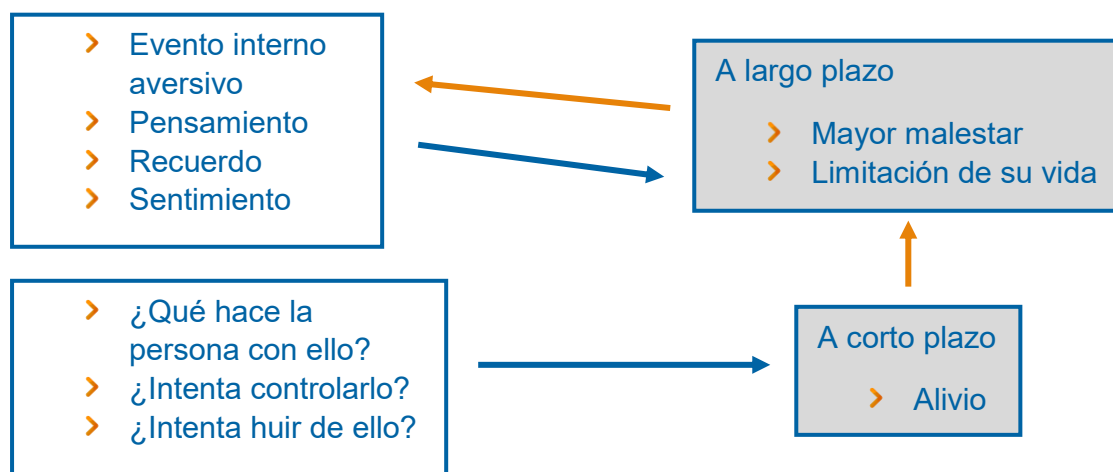 Evento interno
aversivo
Pensamiento
Recuerdo
Sentimiento
A largo plazo
Mayor malestar
Limitación de su vida
¿Qué hace la
persona con ello?
¿Intenta controlarlo?
¿Intenta huir de ello?
A corto plazo
Alivio